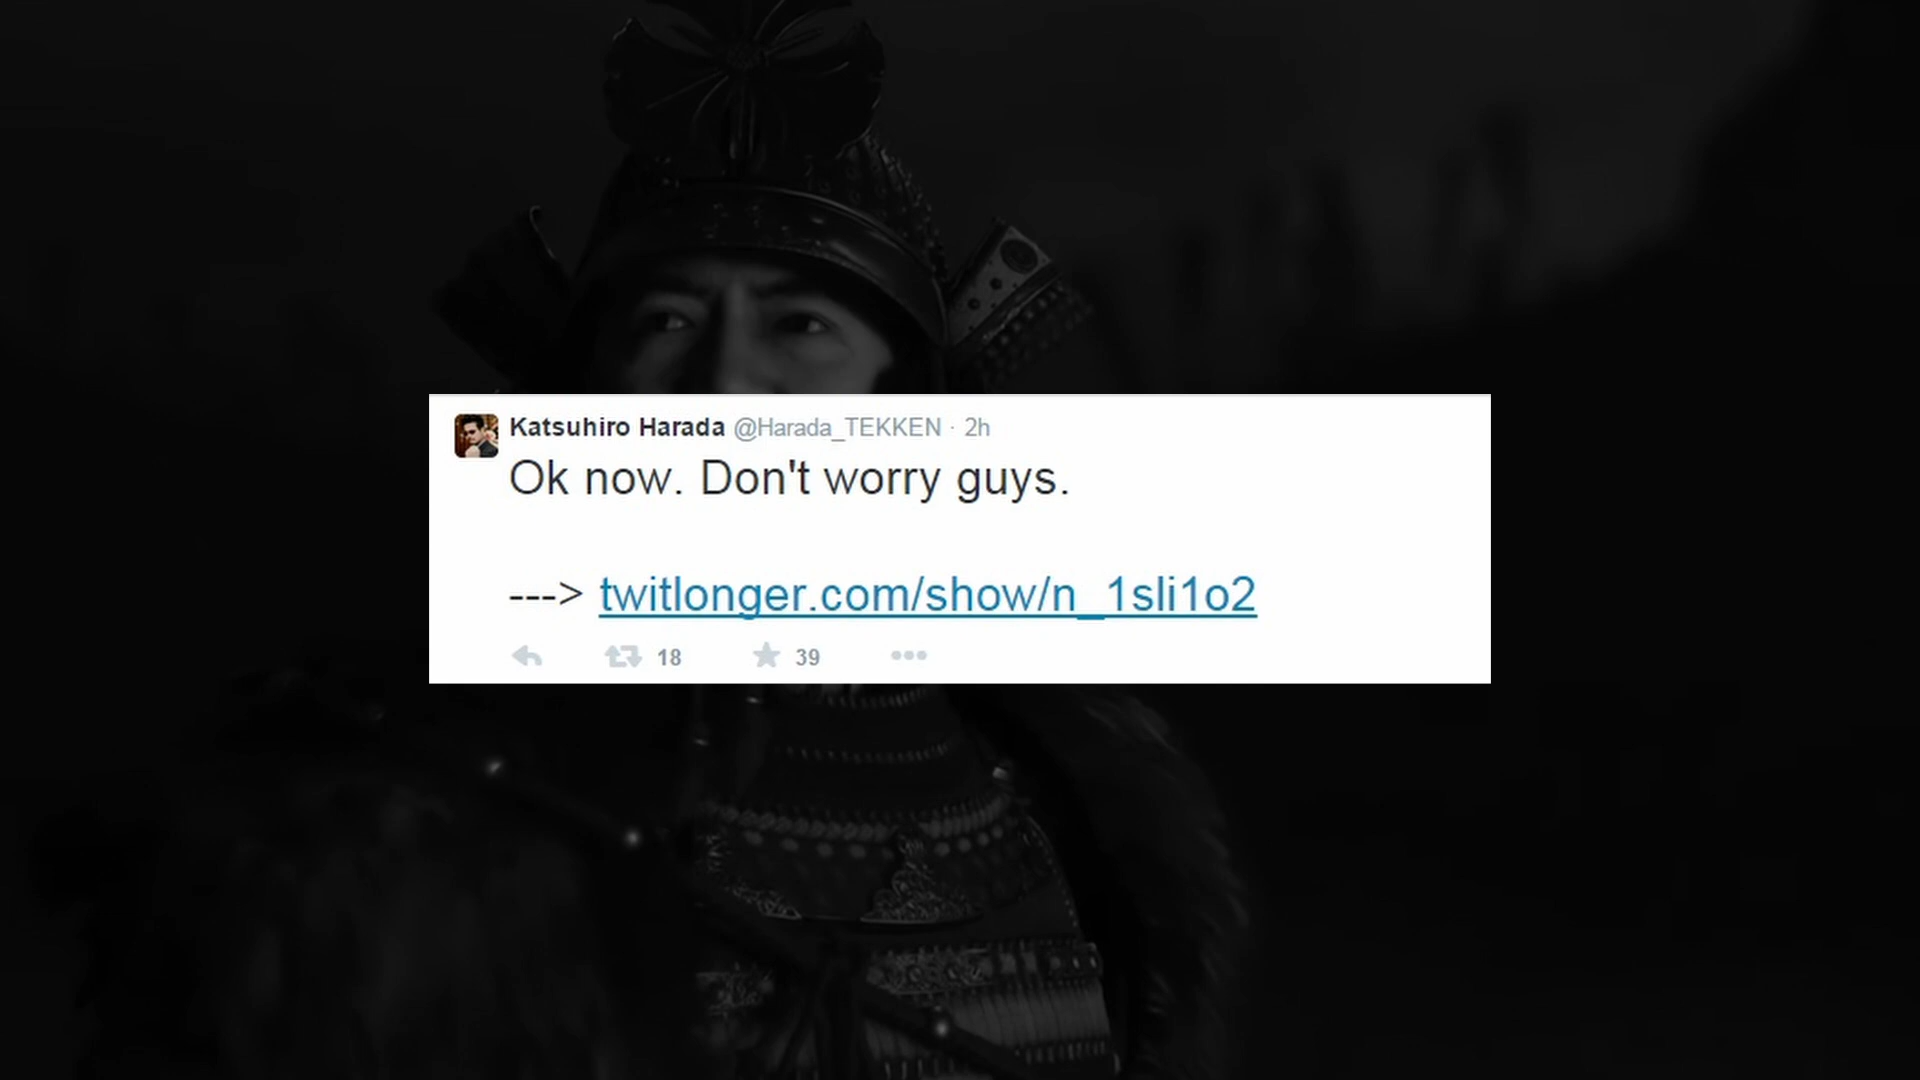 Katsuhiro Harada @Harada_TEKKEN · 2h
Ok now. Don't worry guys.
---> twitlonger.com/show/n_1sli1o2
18 39